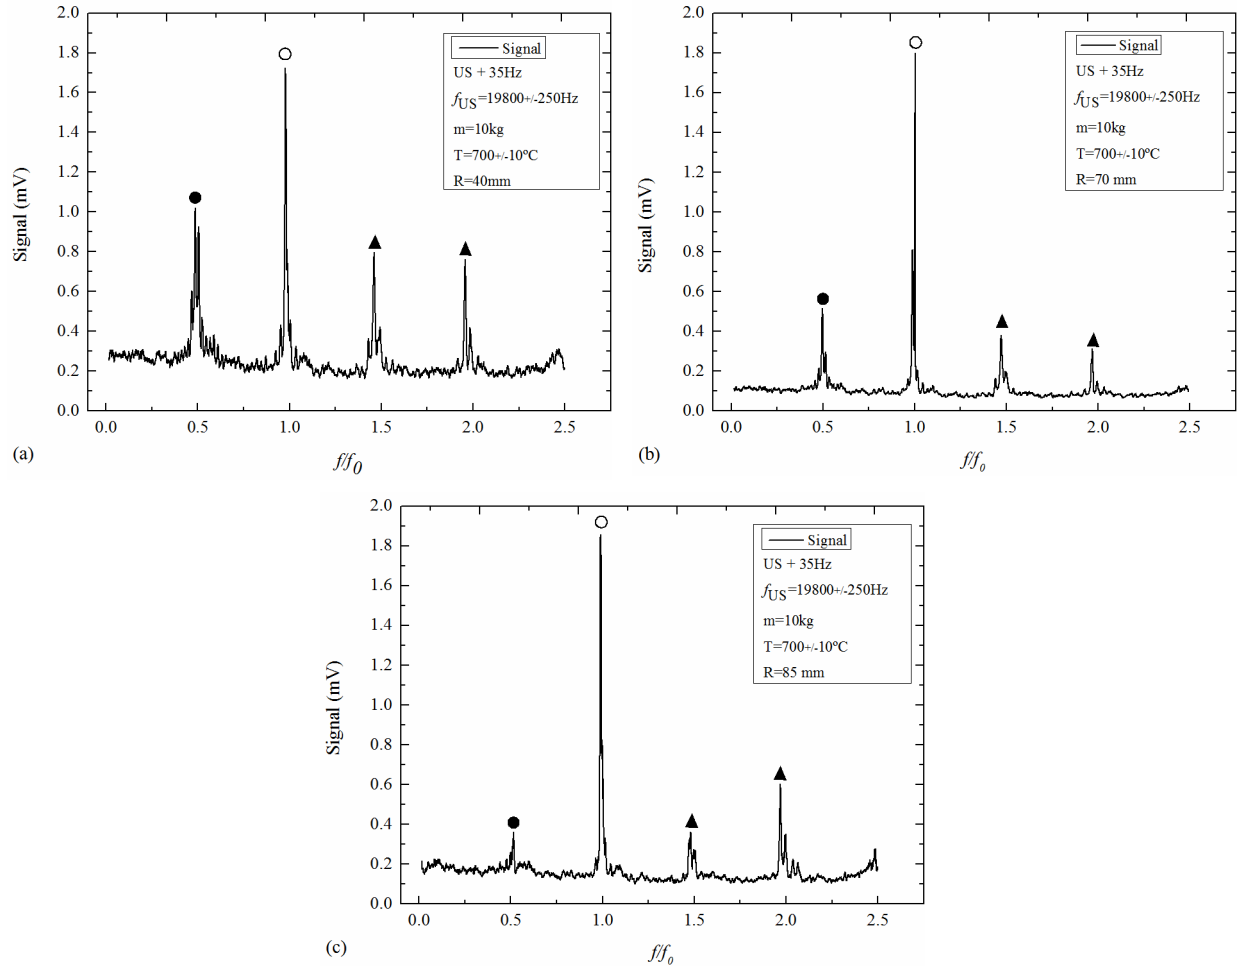 2.0
1.8
1.6
1.4
1.2
1.0
0.8
0.6
0.4
0.2
0.0
Signal (mV)
Signal
US + 35Hz
fUS=19800+/-250Hz
m=10kg
T=700+/-10ºC
R=40mm
0.0 0.5 1.0 1.5 2.0 2.5
(a)
f/f0
2.0
1.8
1.6
1.4
1.2
1.0
0.8
0.6
0.4
0.2
0.0
Signal (mV)
Signal
US + 35Hz
fUS=19800+/-250Hz
m=10kg
T=700+/-10ºC
R=70 mm
0.0 0.5 1.0 1.5 2.0 2.5
(b)
f/f0
2.0
1.8
1.6
1.4
1.2
1.0
0.8
0.6
0.4
0.2
0.0
Signal (mV)
Signal
US + 35Hz
fUS=19800+/-250Hz
m=10kg
T=700+/-10ºC
R=85 mm
0.0 0.5 1.0 1.5 2.0 2.5
(c)
f/f0